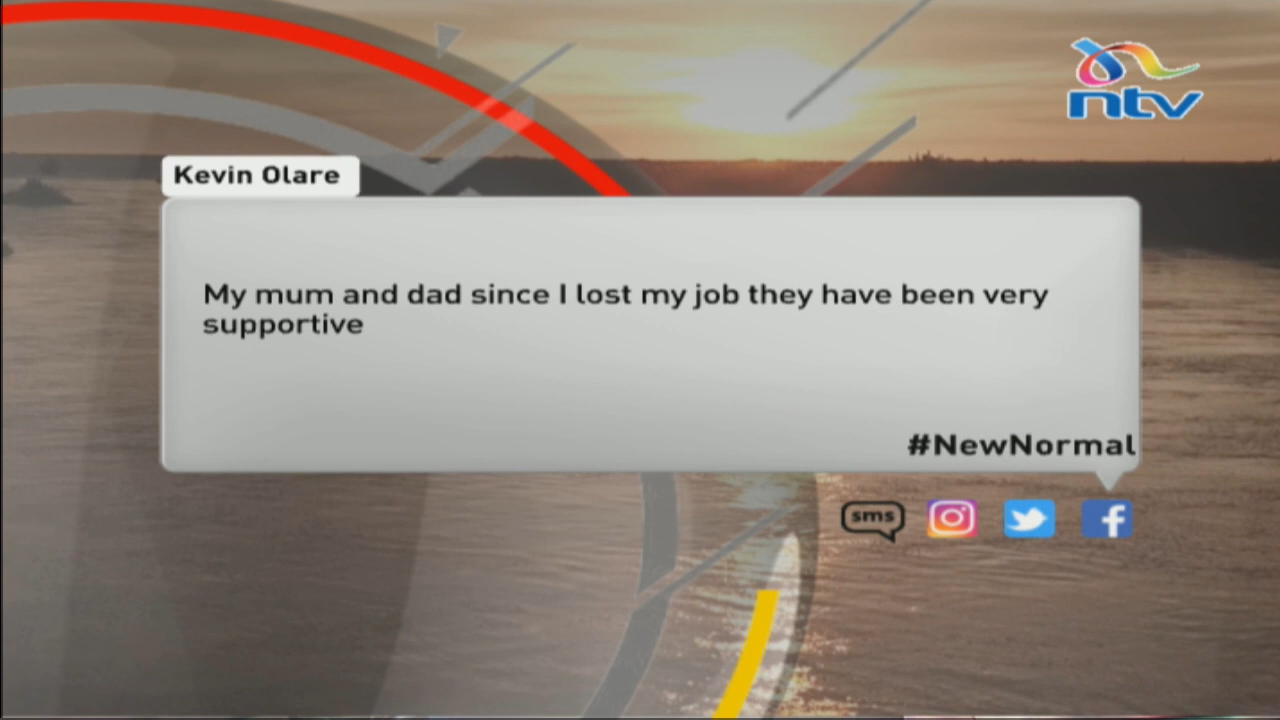 ntv
Kevin Olare
My mum and dad since I lost my job they have been very
supportive
#NewNormal
sms